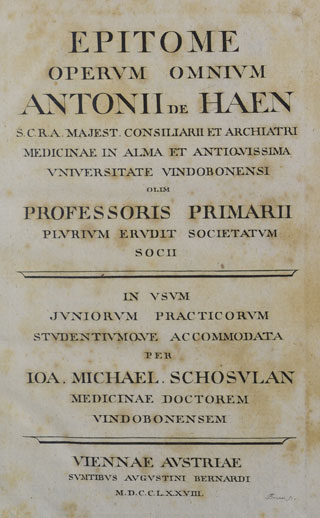 EPITOME
OPERVM OMNIVM
ANTONII DE HAEN
S.C.R.A. MAJEST. CONSILIARII ET ARCHIATRI
MEDICINAE IN ALMA ET ANTIQVISSIMA
VNIVERSITATE VINDOBONENSI
OLIM
PROFESSORIS PRIMARII
PLVRIVM ERVDIT SOCIETATVM
SOCII
IN VSVM
JVNIORVM PRACTICORVM
STVDENTIVMQVE ACCOMMODATA
PER
IOA. MICHAEL. SCHOSVLAN
MEDICINAE DOCTOREM
VINDOBONENSEM
VIENNAE AVSTRIAE
SVMTIBVS AVGVSTINI BERNARDI
M.D.C.C.LXXVIII.